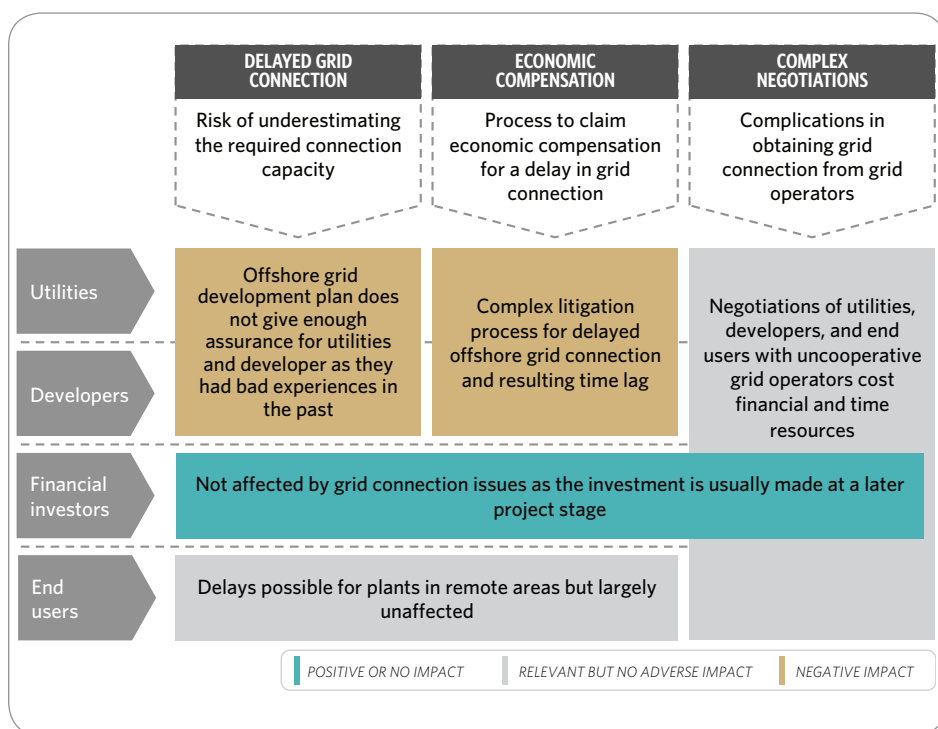 DELAYED GRID
CONNECTION
ECONOMIC
COMPENSATION
COMPLEX
NEGOTIATIONS
Risk of underestimating
the required connection
capacity
Process to claim
economic compensation
for a delay in grid
connection
Complications in
obtaining grid
connection from grid
operators
Utilities
Developers
Offshore grid
development plan does
not give enough
assurance for utilities
and developer as they
had bad experiences in
the past
Complex litigation
process for delayed
offshore grid connection
and resulting time lag
Negotiations of utilities,
developers, and end
users with uncooperative
grid operators cost
financial and time
resources
Financial
investors
Not affected by grid connection issues as the investment is usually made at a later
project stage
End
users
Delays possible for plants in remote areas but largely
unaffected
POSITIVE OR NO IMPACT
RELEVANT BUT NO ADVERSE IMPACT
NEGATIVE IMPACT